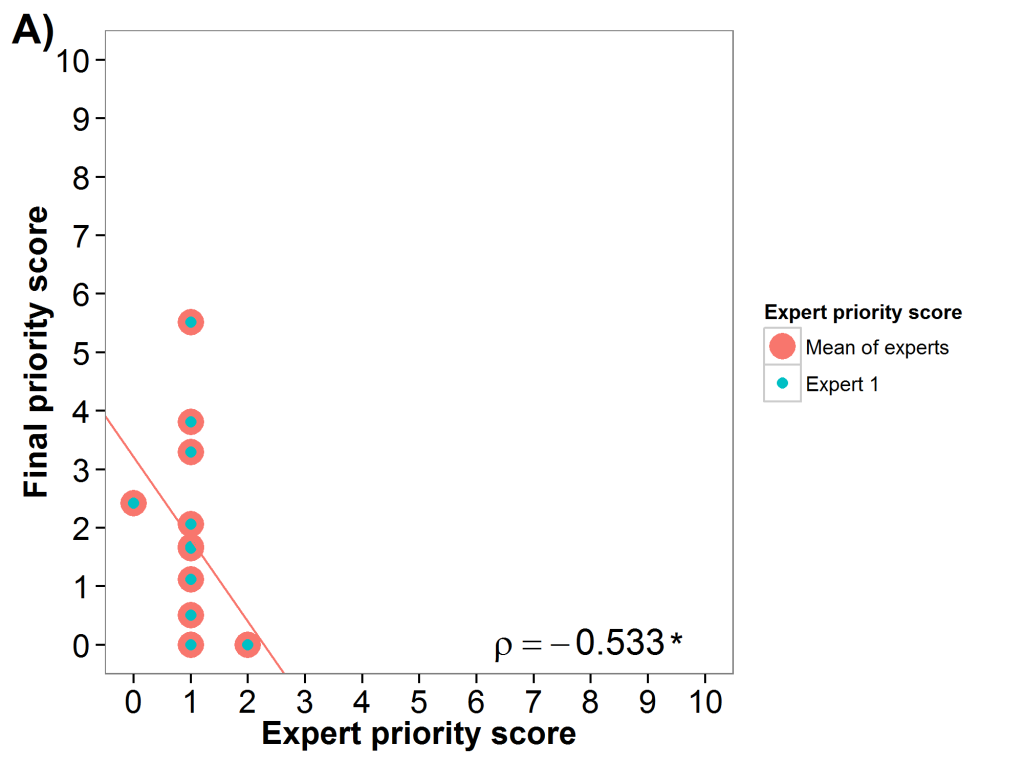 A)
Final priority score
10
9
8
7
6
5
4
3
2
1
0
ρ = −0.533*
0 1 2 3 4 5 6 7 8 9 10
Expert priority score
Expert priority score
Mean of experts
Expert 1